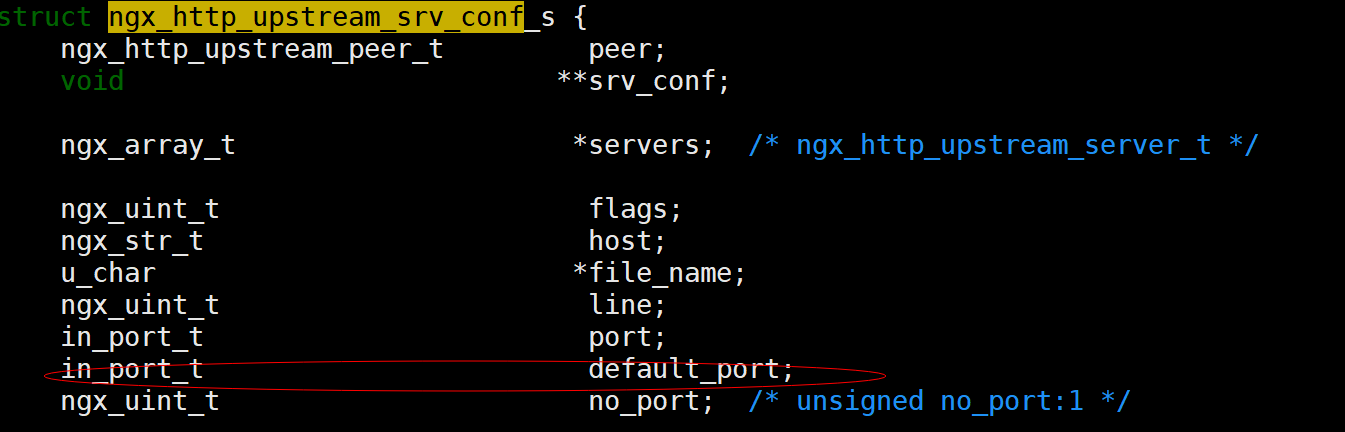 struct ngx_http_upstream_srv_conf_s {
    ngx_http_upstream_peer_t         peer;
    void                           **srv_conf;
    ngx_array_t                     *servers;  /* ngx_http_upstream_server_t */
    ngx_uint_t                       flags;
    ngx_str_t                        host;
    u_char                          *file_name;
    ngx_uint_t                       line;
    in_port_t                        port;
    in_port_t                        default_port;
    ngx_uint_t                       no_port;  /* unsigned no_port:1 */